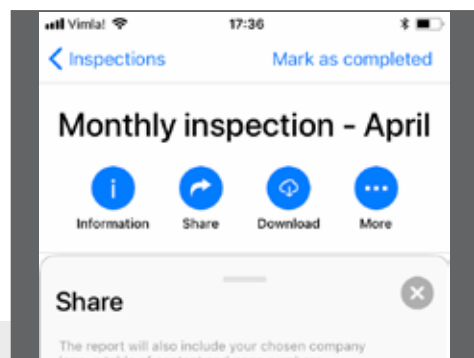 Vimla! 17:36
Inspections Mark as completed
Monthly inspection - April
Information Share Download More
Share
The report will also include your chosen company